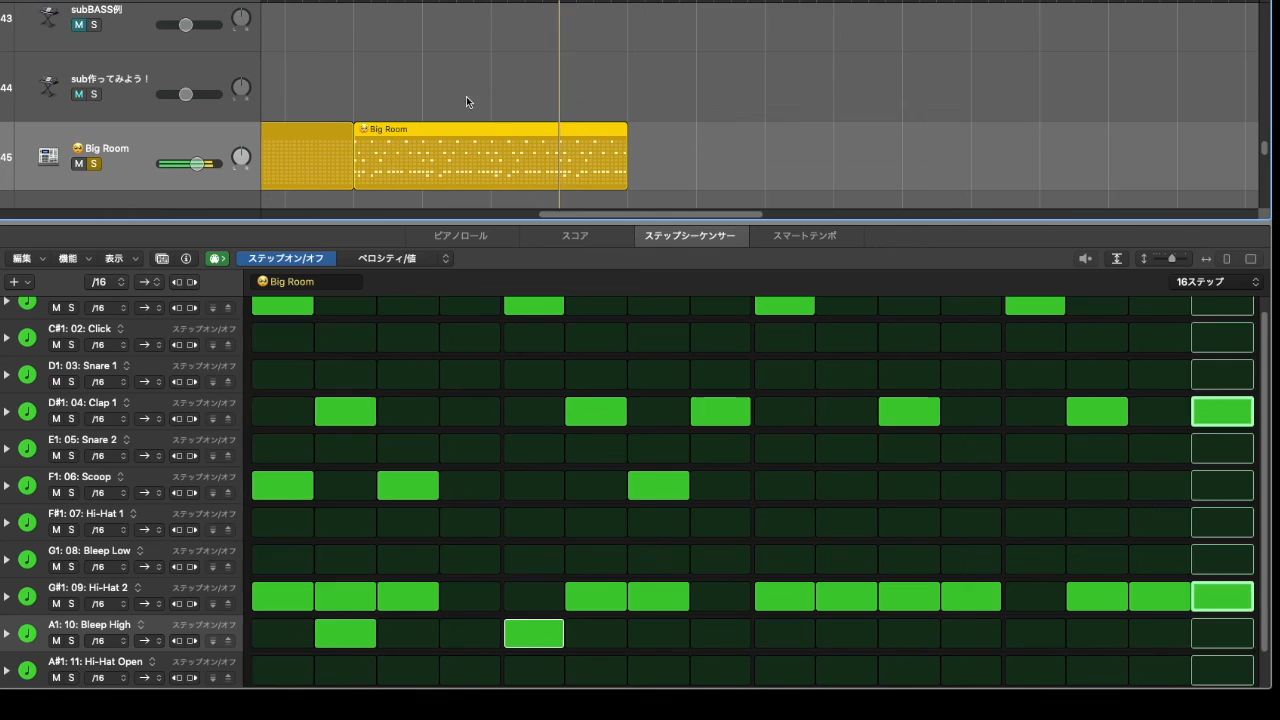 43
subBASS例
M S
L R
44
sub作ってみよう！
M S
L R
45
🥺Big Room
M S
L R
🥺Big Room
ピアノロール スコア ステップシーケンサー スマートテンポ
編集 機能 表示 ステップオン/オフ ベロシティ/値
+ /16 🥺Big Room 16ステップ
M S /16
C#1: 02: Click ステップオン/オフ
M S /16
D1: 03: Snare 1 ステップオン/オフ
M S /16
D#1: 04: Clap 1 ステップオン/オフ
M S /16
E1: 05: Snare 2 ステップオン/オフ
M S /16
F1: 06: Scoop ステップオン/オフ
M S /16
F#1: 07: Hi-Hat 1 ステップオン/オフ
M S /16
G1: 08: Bleep Low ステップオン/オフ
M S /16
G#1: 09: Hi-Hat 2 ステップオン/オフ
M S /16
A1: 10: Bleep High ステップオン/オフ
M S /16
A#1: 11: Hi-Hat Open ステップオン/オフ
M S /16